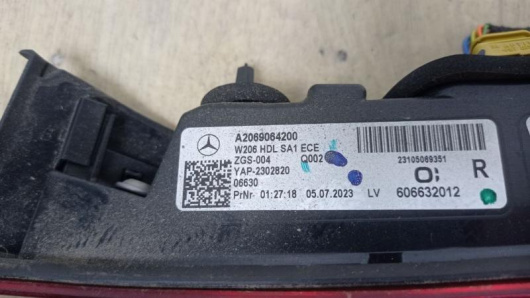 A2069064200
W206 HDL SA1 ECE
ZGS-004 Q002
YAP-2302820
06630
PrNr- 01:27:18 05.07.2023 LV
23105069351
R
606632012